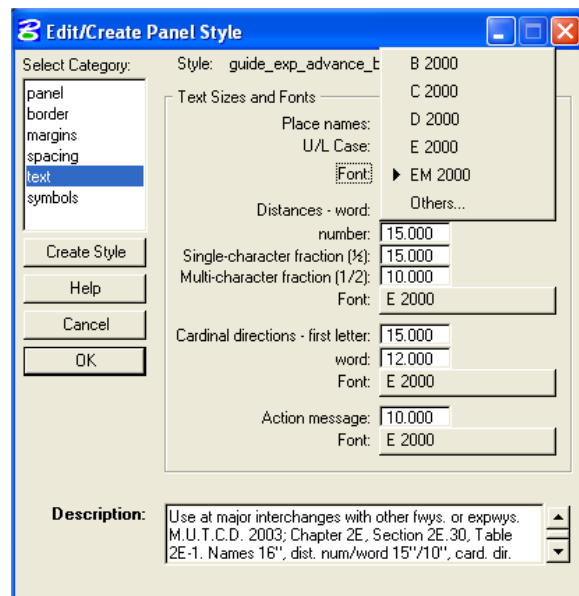 Edit/Create Panel Style
Select Category:
panel
border
margins
spacing
text
symbols
Create Style
Help
Cancel
OK
Style: guide_exp_advance_b
Text Sizes and Fonts
Place names:
U/L Case:
Font:
B 2000
C 2000
D 2000
E 2000
EM 2000
Others...
Distances - word:
number: 15.000
Single-character fraction (½): 15.000
Multi-character fraction (1/2): 10.000
Font: E 2000
Cardinal directions - first letter: 15.000
word: 12.000
Font: E 2000
Action message: 10.000
Font: E 2000
Description:
Use at major interchanges with other fwys. or expwys.
M.U.T.C.D. 2003; Chapter 2E, Section 2E.30, Table
2E-1. Names 16", dist. num/word 15"/10", card. dir.